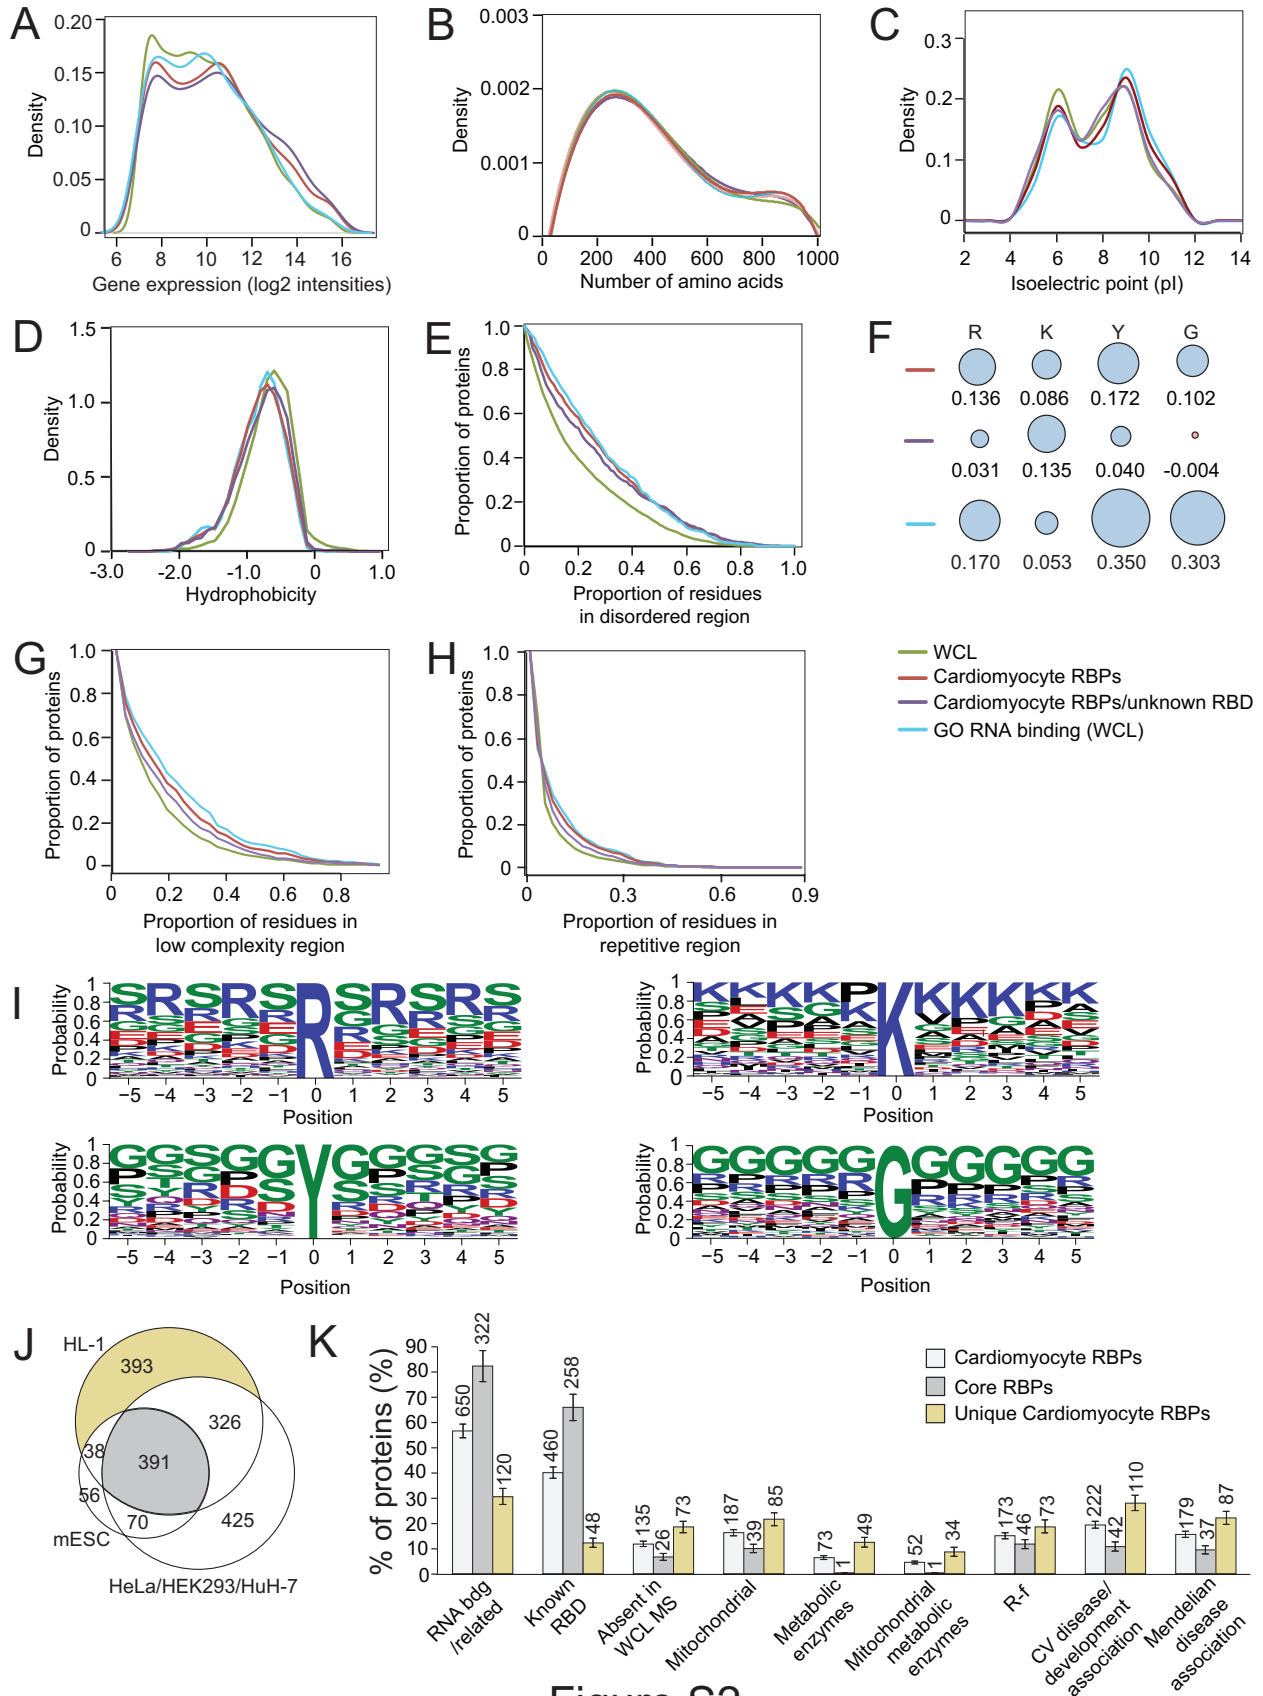 A
0.20
0.15
0.10
0.05
0
Density
6
8
10
12
14
16
Gene expression (log2 intensities)
B
0.003
0.002
0.001
0
Density
0
200
400
600
800
1000
Number of amino acids
C
0.3
0.2
0.1
0
Density
2
4
6
8
10
12
14
Isoelectric point (pI)
D
1.5
1.0
0.5
0
Density
-3.0
-2.0
-1.0
0
1.0
Hydrophobicity
E
1.0
0.8
0.6
0.4
0.2
0
Proportion of proteins
0
0.2
0.4
0.6
0.8
1.0
Proportion of residues
in disordered region
F
R K Y G
0.136 0.086 0.172 0.102
0.031 0.135 0.040 -0.004
0.170 0.053 0.350 0.303
WCL
Cardiomyocyte RBPs
Cardiomyocyte RBPs/unknown RBD
GO RNA binding (WCL)
G
1.0
0.8
0.6
0.4
0.2
0
Proportion of proteins
0
0.2
0.4
0.6
0.8
Proportion of residues in
low complexity region
H
1.0
0.8
0.6
0.4
0.2
0
Proportion of proteins
0
0.3
0.6
0.9
Proportion of residues in
repetitive region
I
1
0.8
0.6
0.4
0.2
0
Probability
SRSRSRSRSRS
−5 −4 −3 −2 −1 0 1 2 3 4 5
Position
1
0.8
0.6
0.4
0.2
0
Probability
KKKKPKKKKKK
−5 −4 −3 −2 −1 0 1 2 3 4 5
Position
1
0.8
0.6
0.4
0.2
0
Probability
GGSGGYGGGSG
−5 −4 −3 −2 −1 0 1 2 3 4 5
Position
1
0.8
0.6
0.4
0.2
0
Probability
GGGGGGGGGGG
−5 −4 −3 −2 −1 0 1 2 3 4 5
Position
J
HL-1
393
326
38
391
56
70
425
mESC
HeLa/HEK293/HuH-7
K
% of proteins (%)
90
80
70
60
50
40
30
20
10
0
Cardiomyocyte RBPs
Core RBPs
Unique Cardiomyocyte RBPs
650 322 120
460 258 48
135 26 73
187 39 85
73 1 49
52 1 34
173 46 73
222 42 110
179 37 87
RNA bdg
/related
Known
RBD
Absent in
WCL MS
Mitochondrial
Metabolic
enzymes
Mitochondrial
metabolic
enzymes
R-f
CV disease/
development
association
Mendelian
disease
association
Figure S2